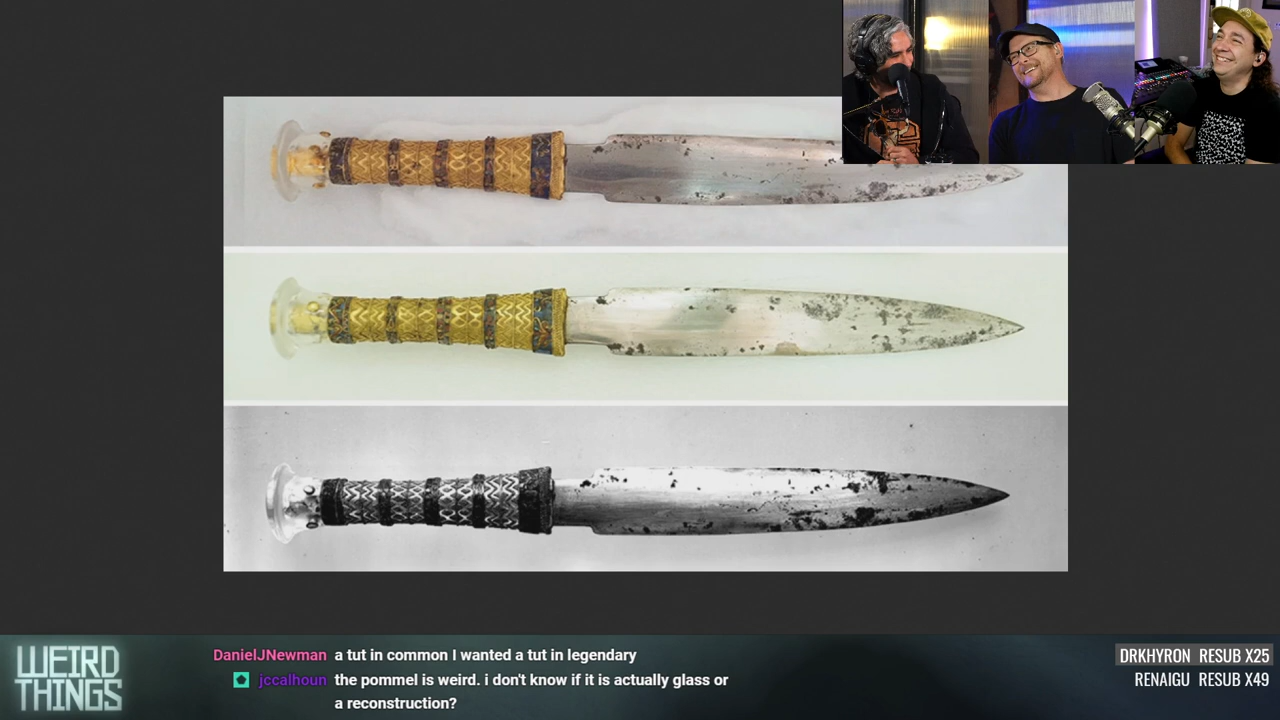 WEIRD
THINGS
DanielJNewman a tut in common I wanted a tut in legendary
jccalhoun the pommel is weird. i don't know if it is actually glass or
a reconstruction?
DRKHYRON RESUB X25
RENAIGU RESUB X49